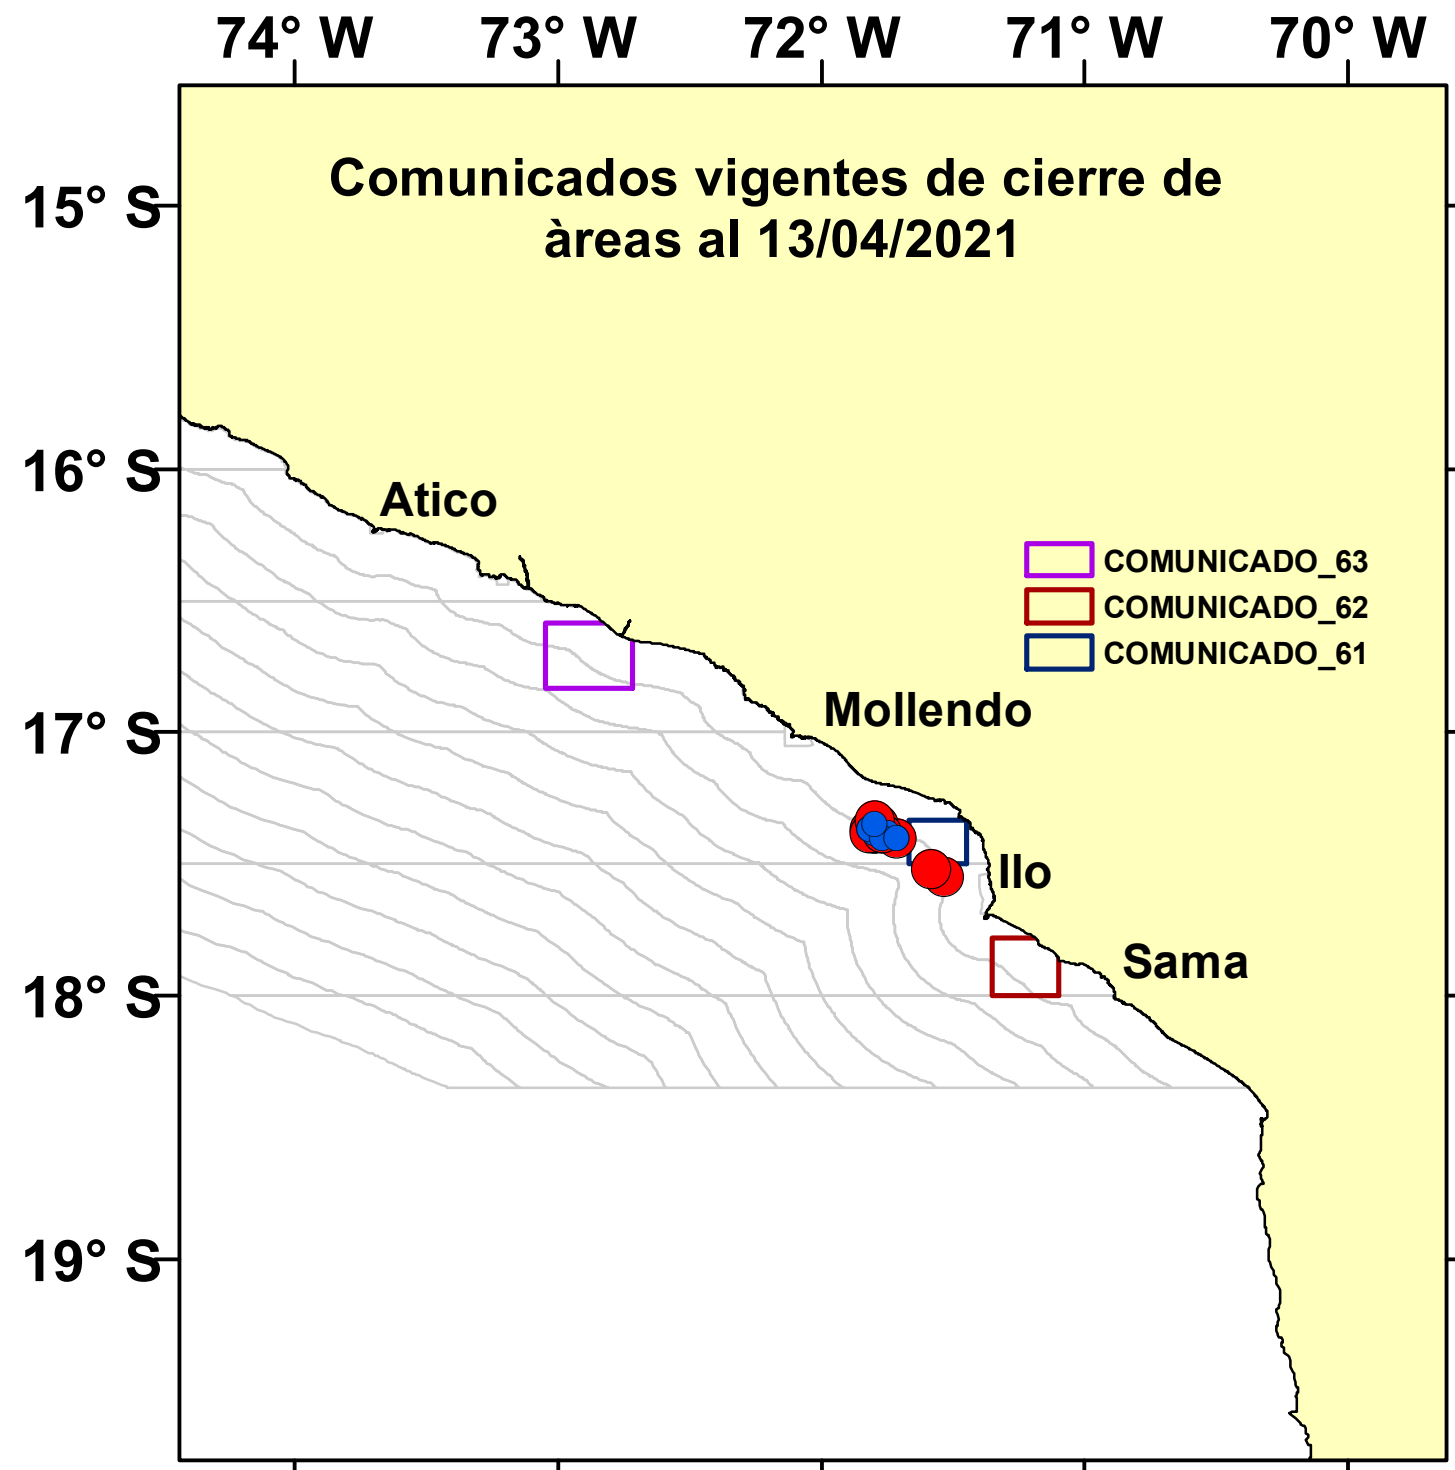 74° W 73° W 72° W 71° W 70° W
Comunicados vigentes de cierre de
àreas al 13/04/2021
15° S
16° S
Atico
COMUNICADO_63
COMUNICADO_62
COMUNICADO_61
Mollendo
17° S
Ilo
Sama
18° S
19° S